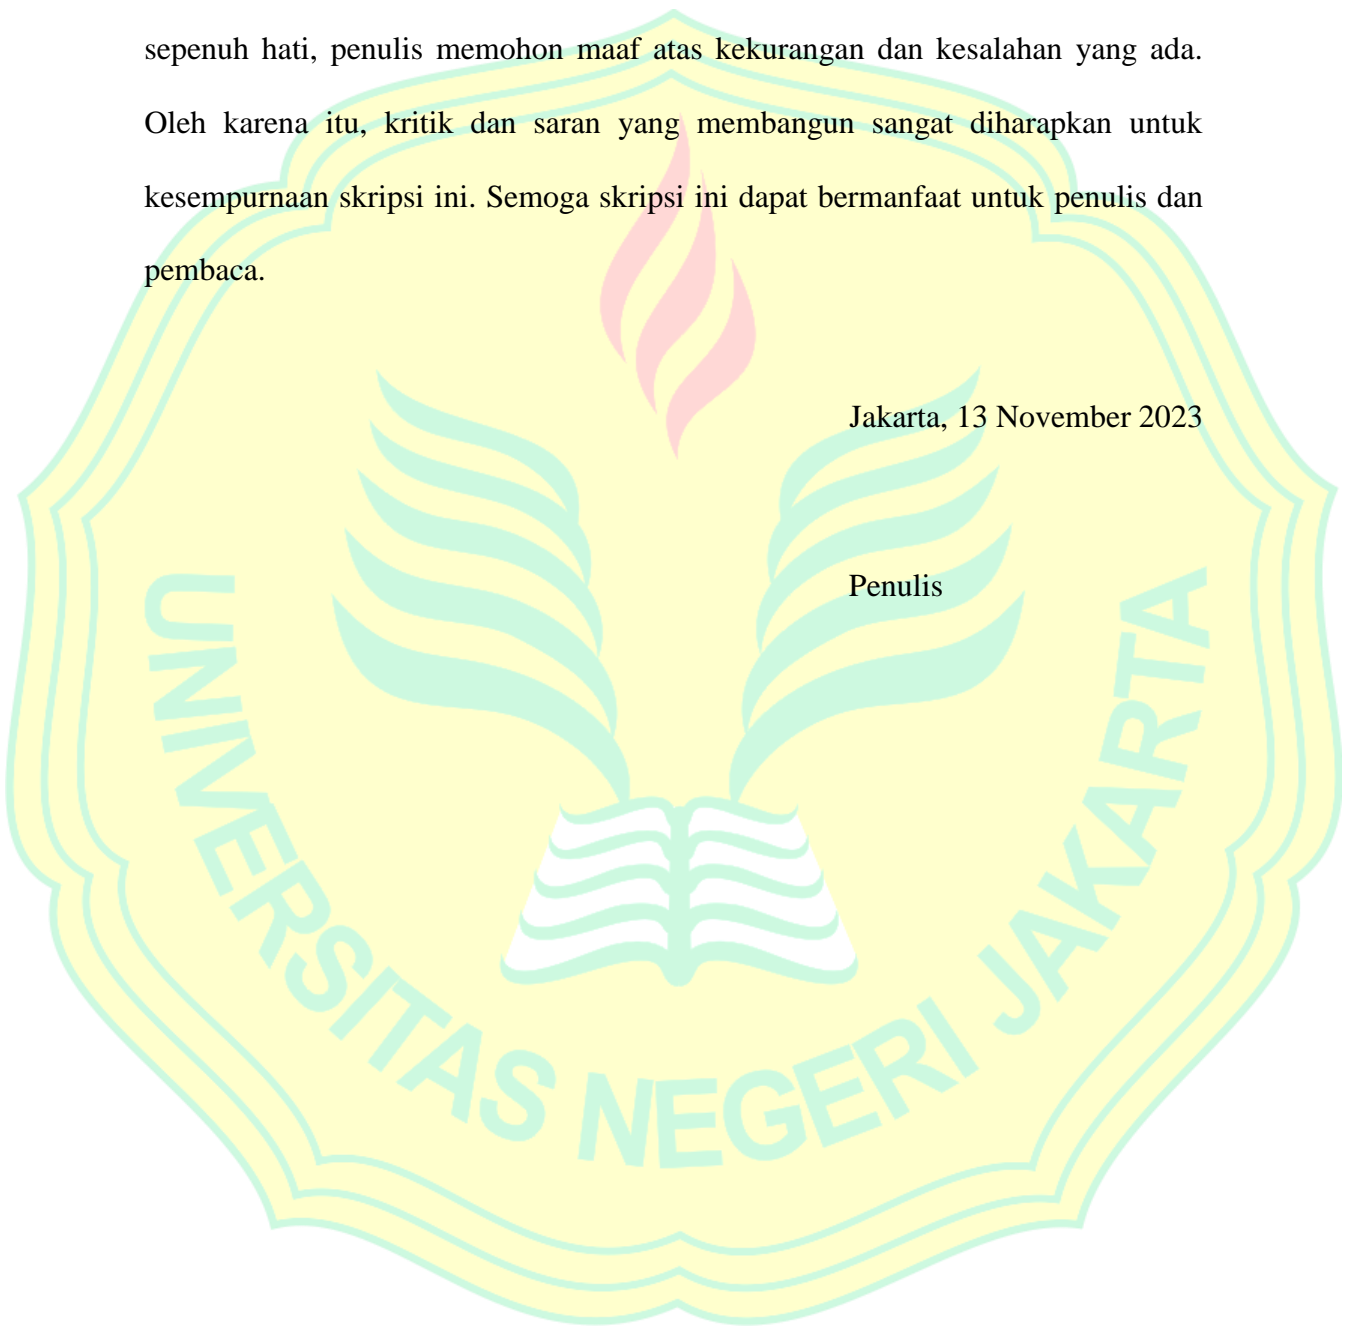 sepenuh hati, penulis memohon maaf atas kekurangan dan kesalahan yang ada.
Oleh karena itu, kritik dan saran yang membangun sangat diharapkan untuk
kesempurnaan skripsi ini. Semoga skripsi ini dapat bermanfaat untuk penulis dan
pembaca.
Jakarta, 13 November 2023
Penulis
UNIVERSITAS NEGERI JAKARTA